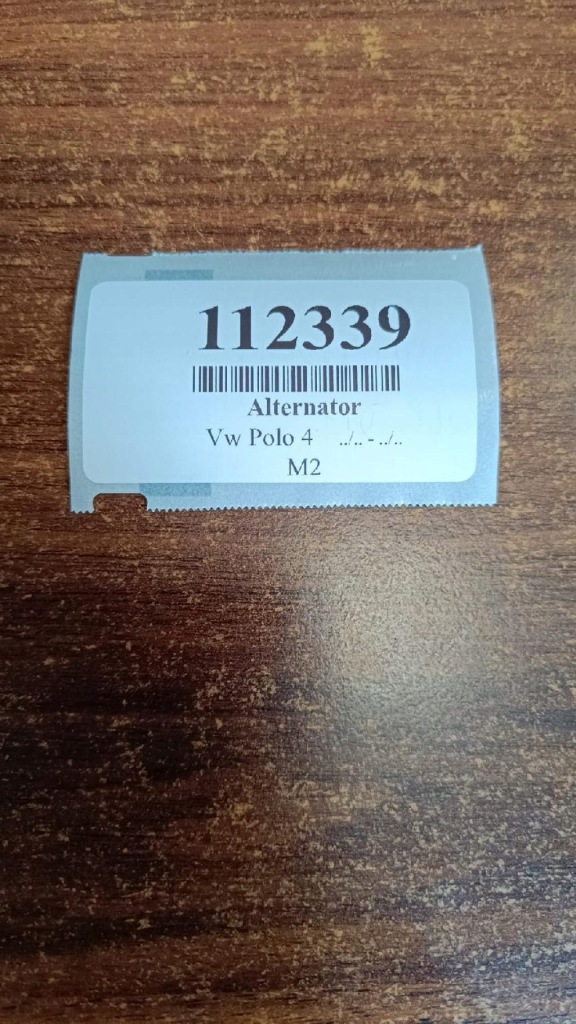 112339
Alternator
Vw Polo 4 ../.. - ../..
M2